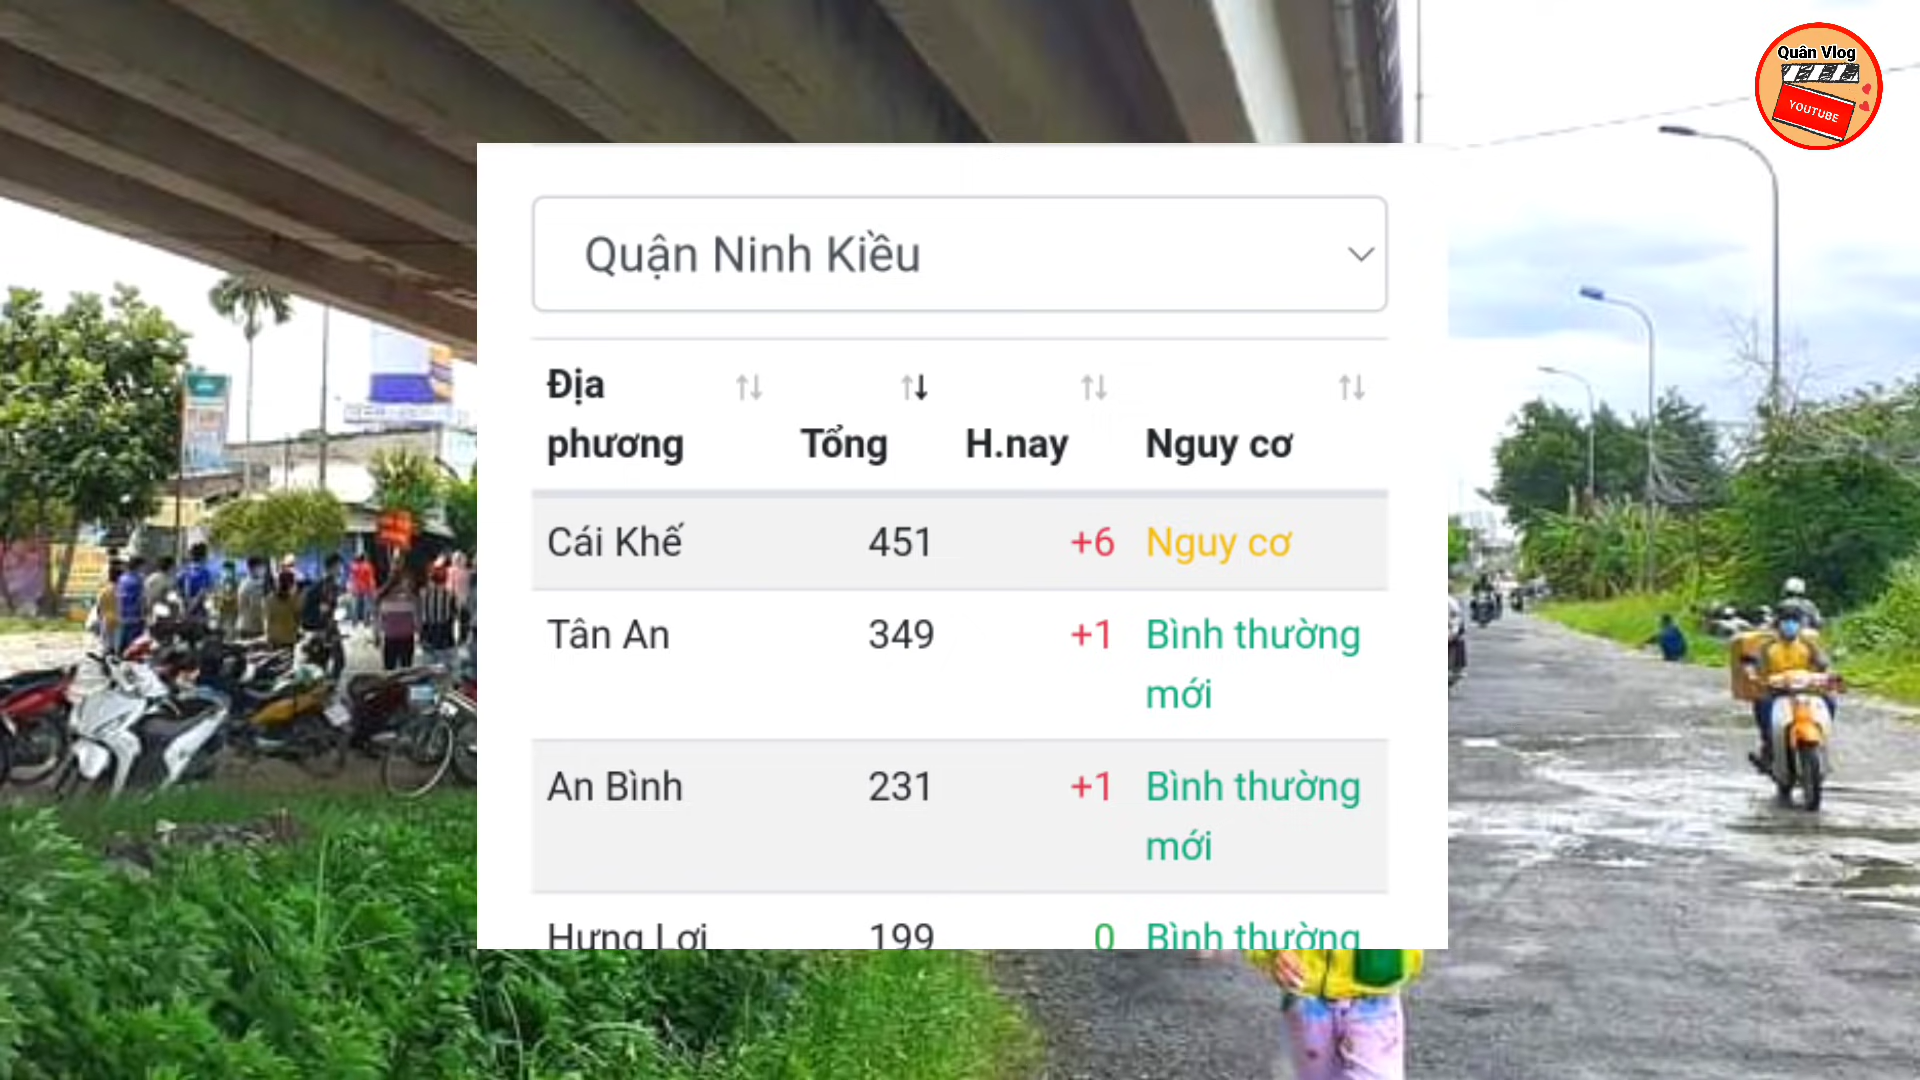 Quân Vlog
YOUTUBE
Quận Ninh Kiều
Địa
phương Tổng H.nay Nguy cơ
Cái Khế 451 +6 Nguy cơ
Tân An 349 +1 Bình thường
mới
An Bình 231 +1 Bình thường
mới
Hưng Lợi 199 0 Bình thường